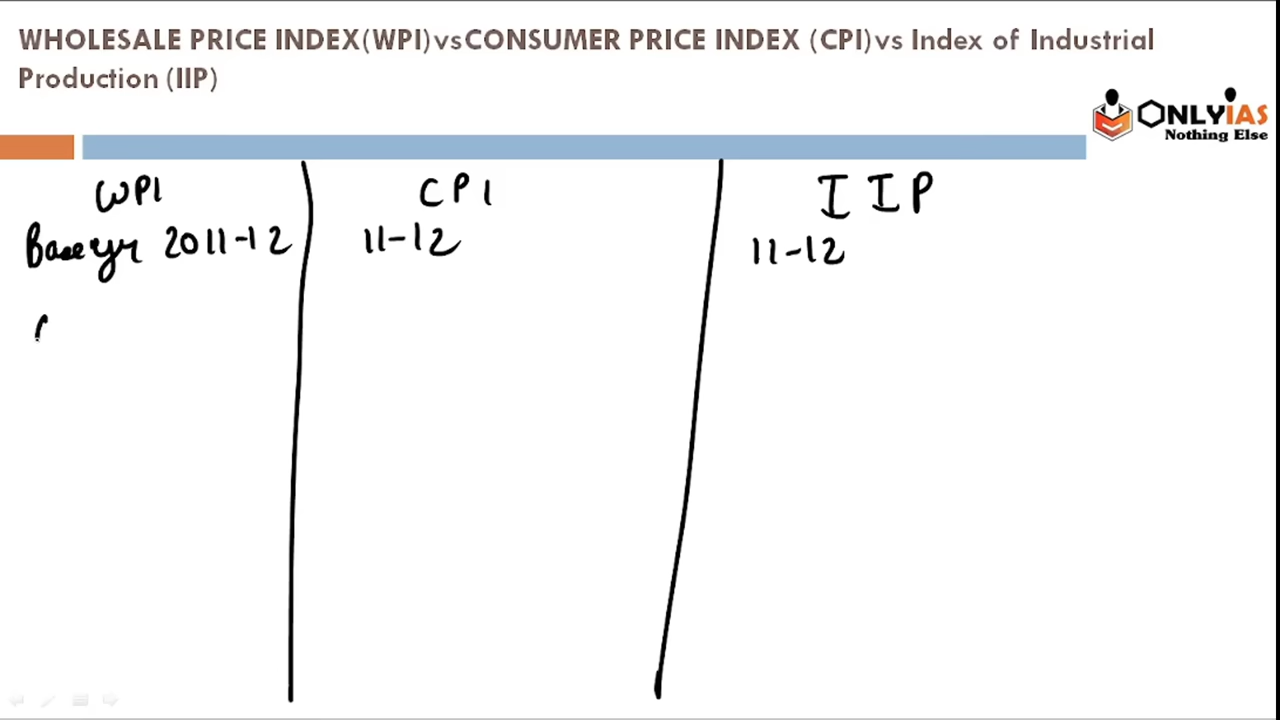 WHOLESALE PRICE INDEX(WPI)vsCONSUMER PRICE INDEX (CPI)vs Index of Industrial
Production (IIP)
ONLYIAS
Nothing Else
WPI CPI IIP
Base yr 2011-12 11-12 11-12